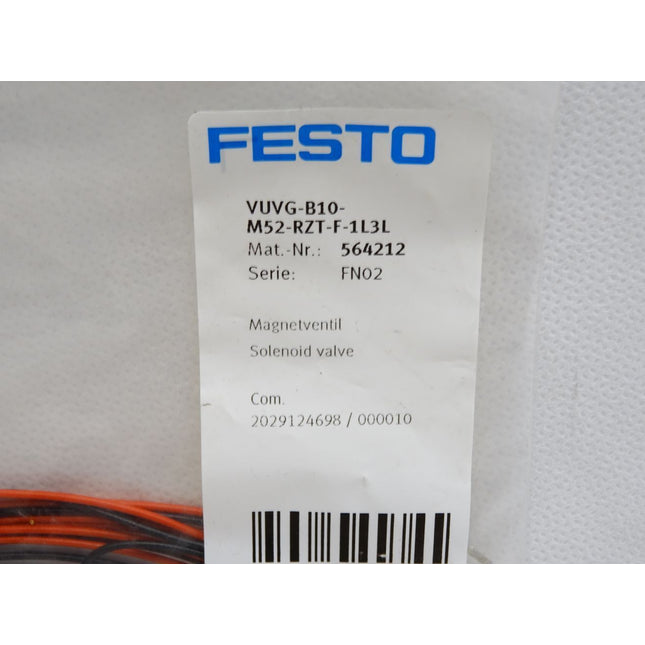 FESTO
VUVG-B10-
M52-RZT-F-1L3L
Mat.-Nr.: 564212
Serie: FN02
Magnetventil
Solenoid valve
Com.
2029124698 / 000010